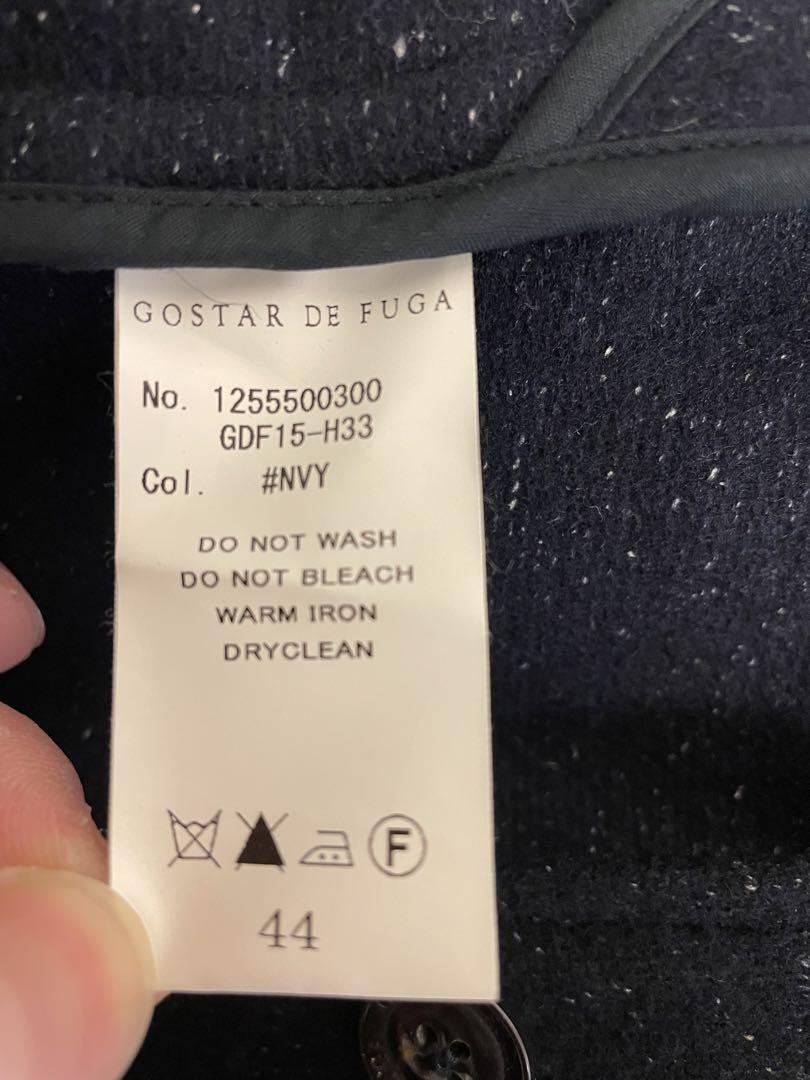 GOSTAR DE FUGA
No. 1255500300
GDF15-H33
Col. #NVY
DO NOT WASH
DO NOT BLEACH
WARM IRON
DRYCLEAN
F
44